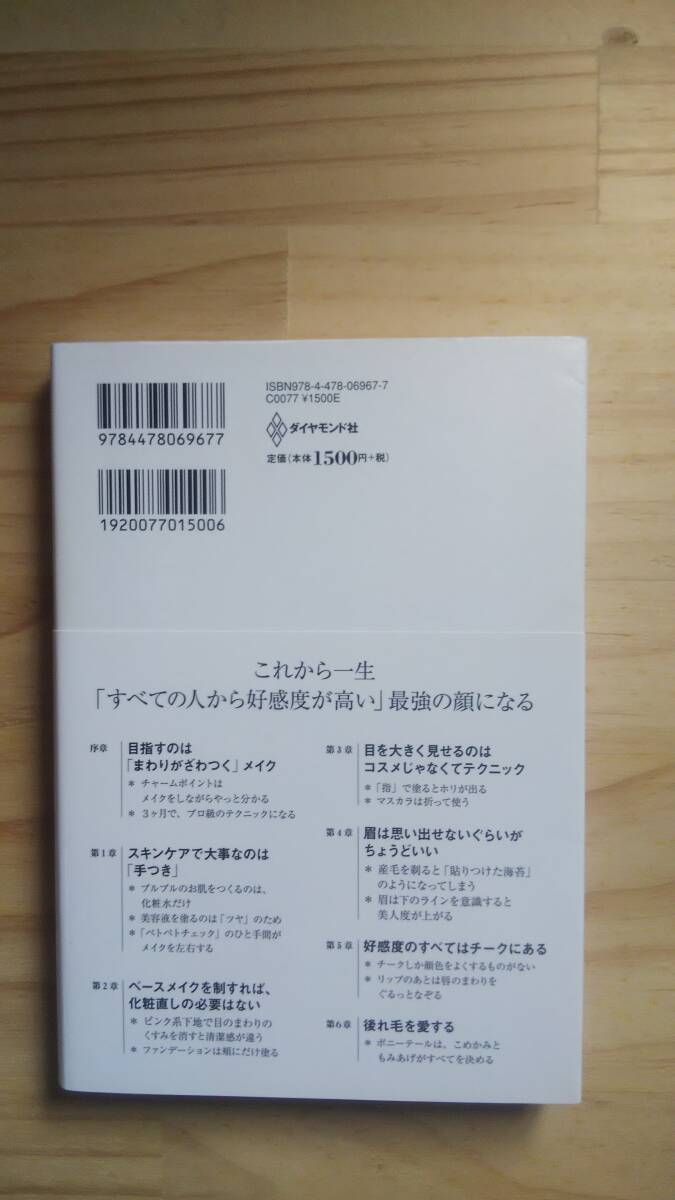 ISBN978-4-478-06967-7
C0077 ¥1500E
9784478069677
ダイヤモンド社
定価(本体1500円+税)
1920077015006
これから一生
「すべての人から好感度が高い」最強の顔になる
序章 目指すのは
「まわりがざわつく」メイク
* チャームポイントは
メイクをしながらやっと分かる
* 3ヶ月で、プロ級のテクニックになる
第1章 スキンケアで大事なのは
「手つき」
* プルプルのお肌をつくるのは、
化粧水だけ
* 美容液を塗るのは「ツヤ」のため
* 「ベトベトチェック」のひと手間が
メイクを左右する
第2章 ベースメイクを制すれば、
化粧直しの必要はない
* ピンク系下地で目のまわりの
くすみを消すと清潔感が違う
* ファンデーションは頬にだけ塗る
第3章 目を大きく見せるのは
コスメじゃなくてテクニック
* 「指」で塗るとホリが出る
* マスカラは折って使う
第4章 眉は思い出せないぐらいが
ちょうどいい
* 産毛を剃ると「貼りつけた海苔」
のようになってしまう
* 眉は下のラインを意識すると
美人度が上がる
第5章 好感度のすべてはチークにある
* チークしか顔色をよくするものがない
* リップのあとは唇のまわりを
ぐるっとなぞる
第6章 後れ毛を愛する
* ポニーテールは、こめかみと
もみあげがすべてを決める